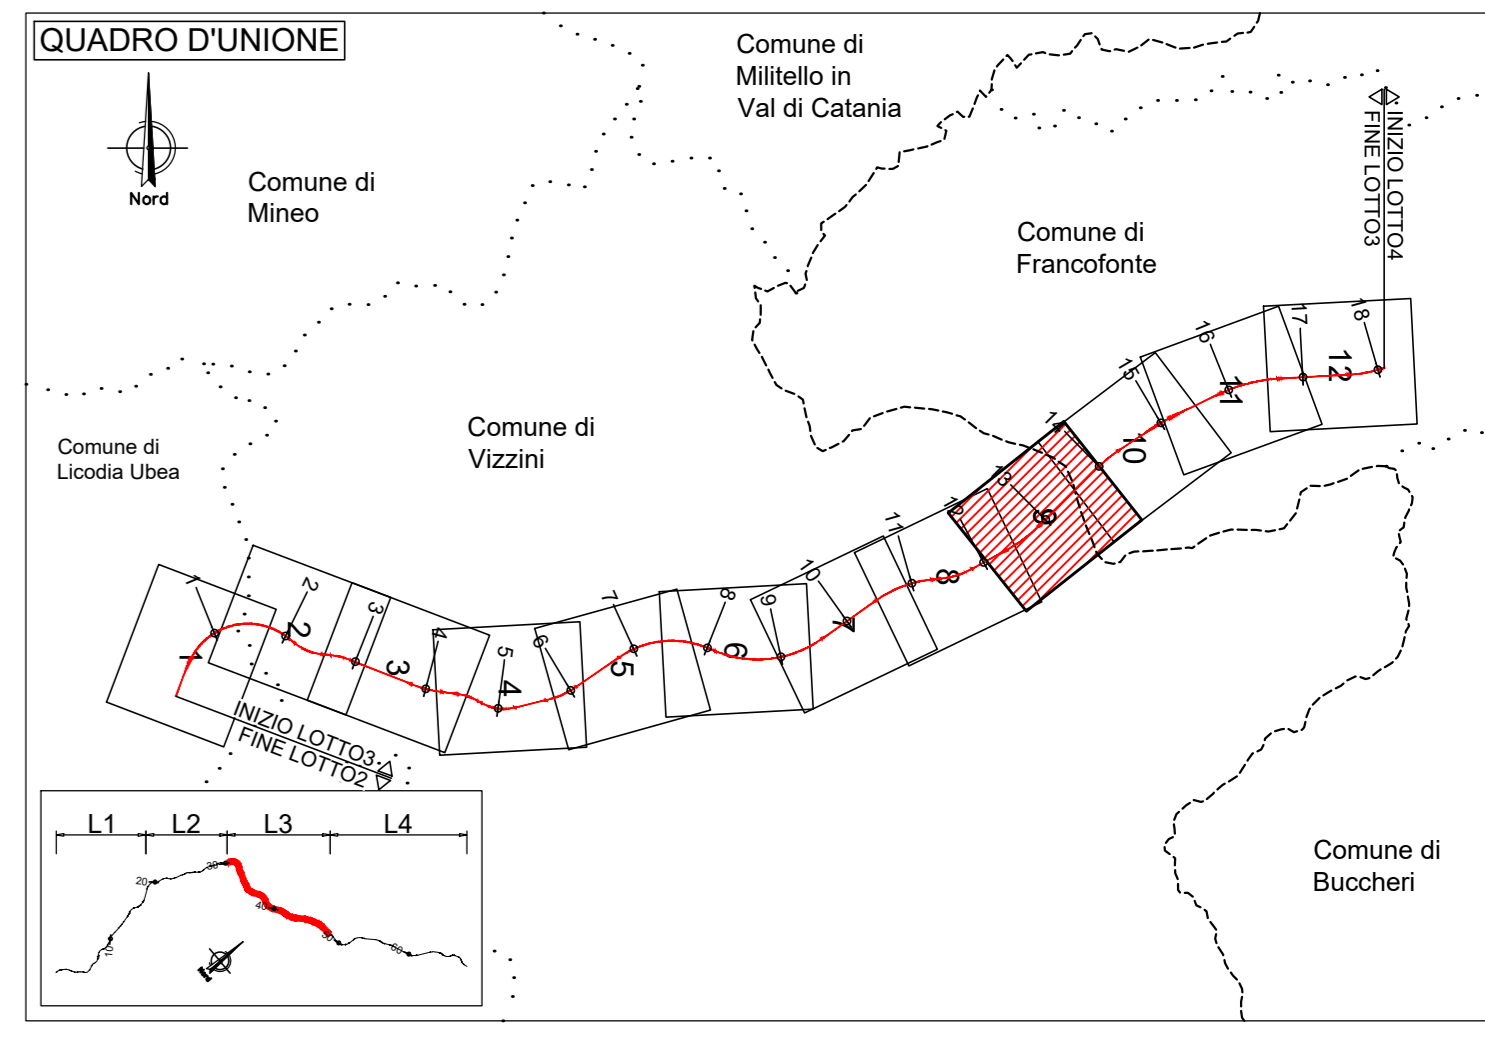 QUADRO D'UNIONE
Nord
Comune di
Mineo
Comune di
Militello in
Val di Catania
Comune di
Francofonte
INIZIO LOTTO4
FINE LOTTO3
Comune di
Licodia Ubea
Comune di
Vizzini
Comune di
Buccheri
1
2
3
4
5
6
7
8
9
10
11
12
13
14
15
16
17
18
1
2
3
4
5
6
7
8
9
10
11
12
INIZIO LOTTO3
FINE LOTTO2
L1
L2
L3
L4
10
20
30
40
50
60
Nord